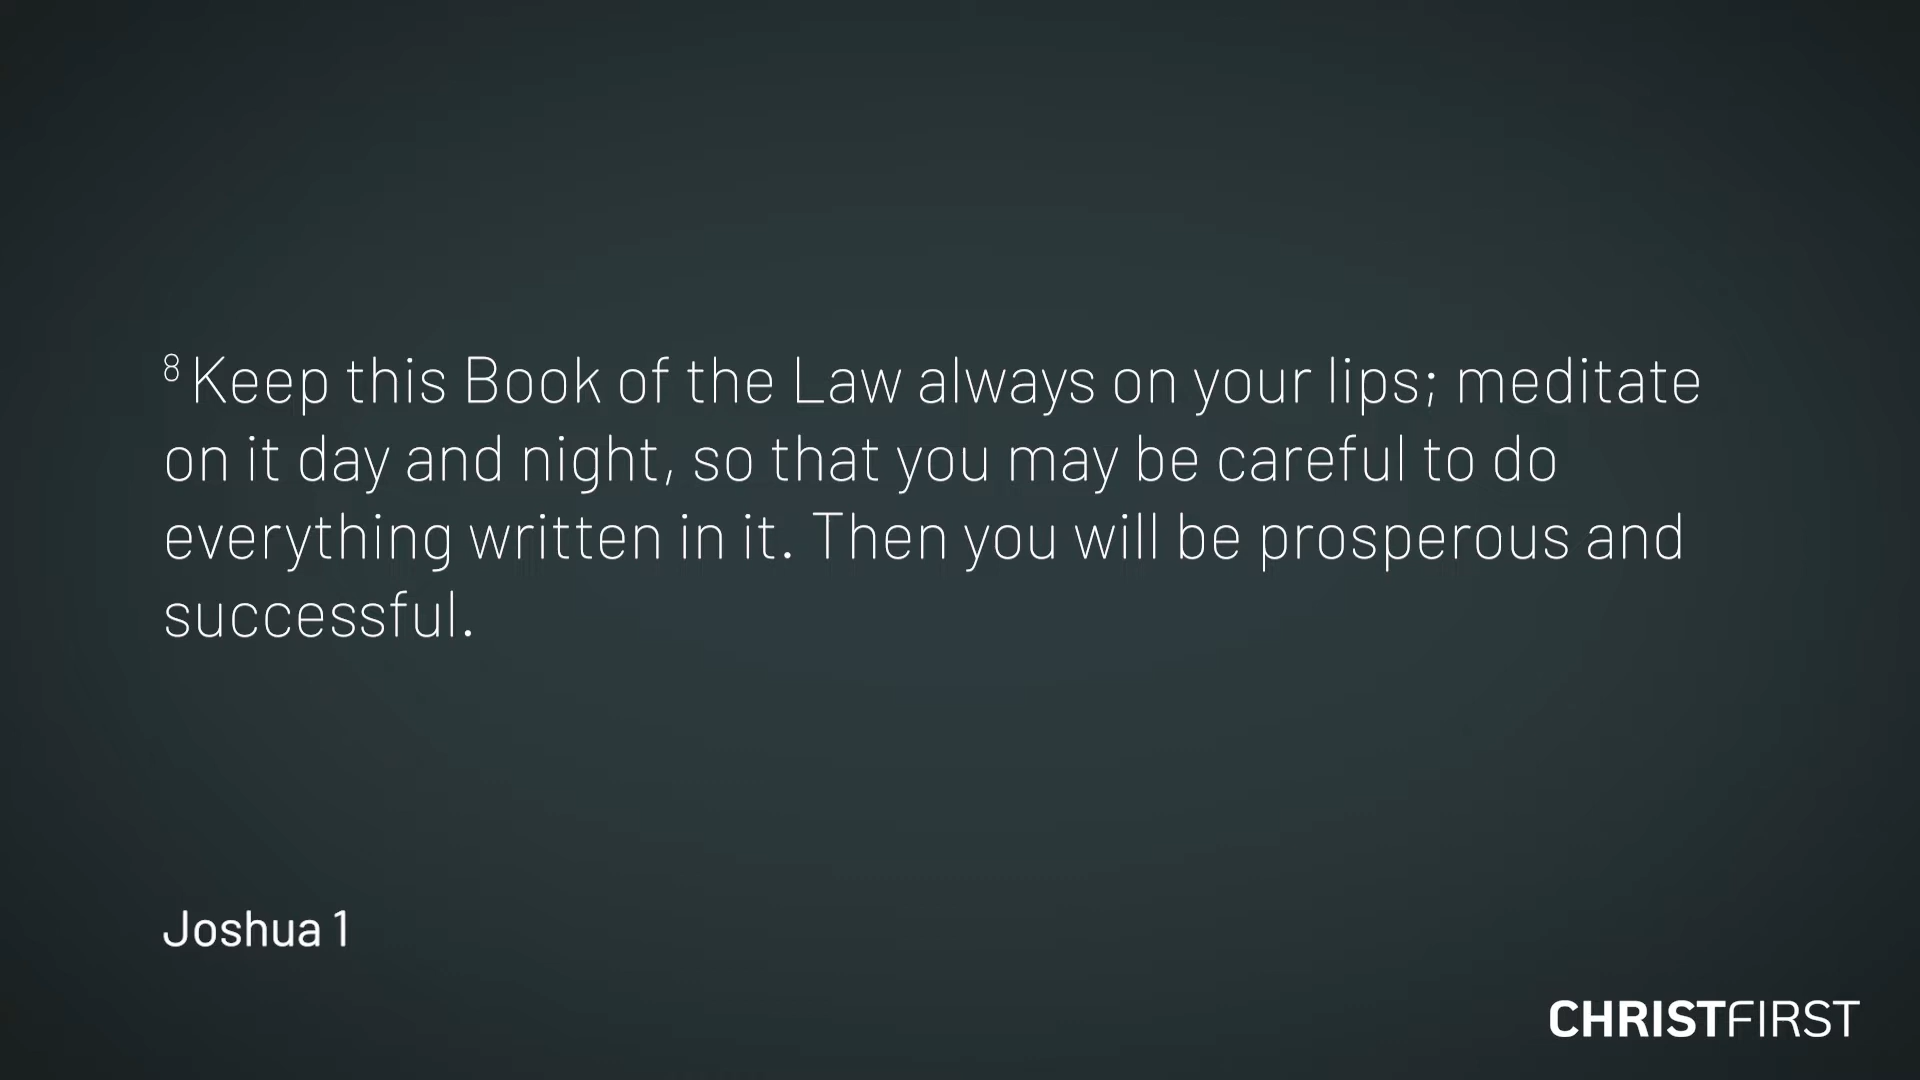 ⁸ Keep this Book of the Law always on your lips; meditate
on it day and night, so that you may be careful to do
everything written in it. Then you will be prosperous and
successful.
Joshua 1
CHRISTFIRST